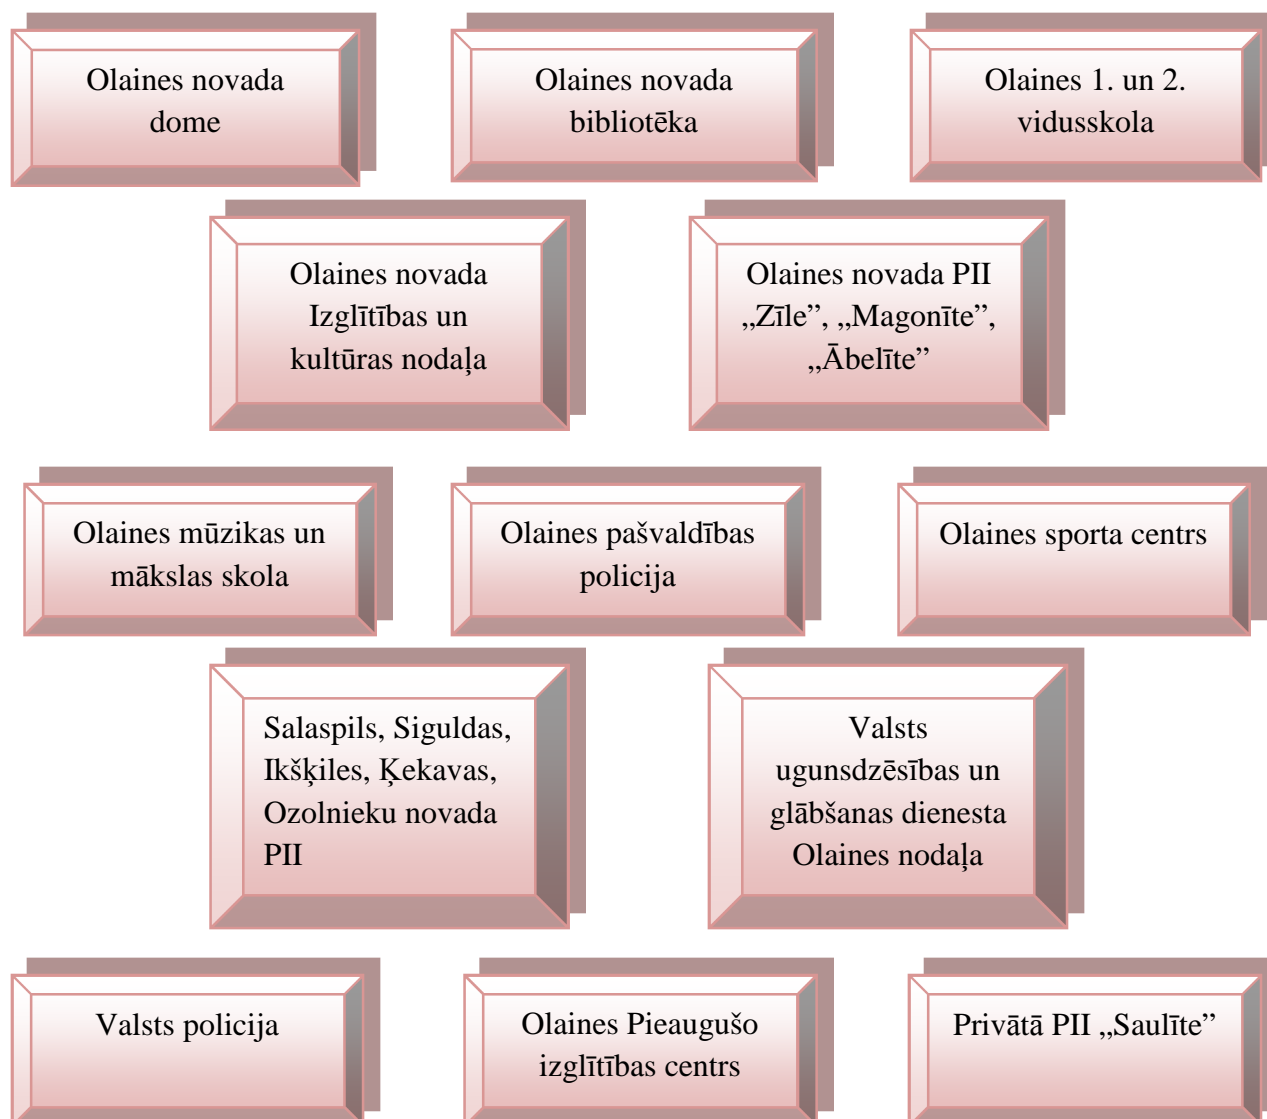 Olaines novada
dome
Olaines novada
bibliotēka
Olaines 1. un 2.
vidusskola
Olaines novada
Izglītības un
kultūras nodaļa
Olaines novada PII
„Zīle”, „Magonīte”,
„Ābelīte”
Olaines mūzikas un
mākslas skola
Olaines pašvaldības
policija
Olaines sporta centrs
Salaspils, Siguldas,
Ikšķiles, Ķekavas,
Ozolnieku novada
PII
Valsts
ugunsdzēsības un
glābšanas dienesta
Olaines nodaļa
Valsts policija
Olaines Pieaugušo
izglītības centrs
Privātā PII „Saulīte”